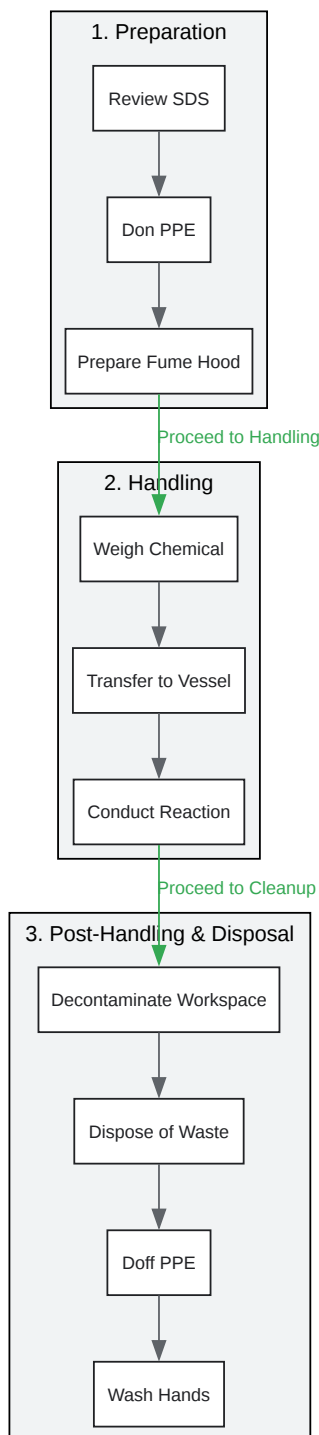 1. Preparation
Review SDS
Don PPE
Prepare Fume Hood
Proceed to Handling
2. Handling
Weigh Chemical
Transfer to Vessel
Conduct Reaction
Proceed to Cleanup
3. Post-Handling & Disposal
Decontaminate Workspace
Dispose of Waste
Doff PPE
Wash Hands